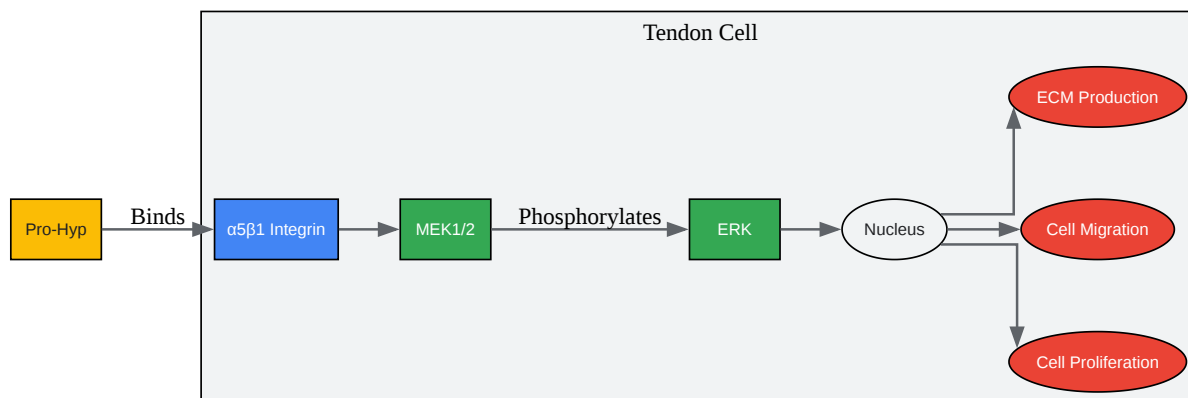 Tendon Cell
ECM Production
Pro-Hyp
Binds
α5β1 Integrin
MEK1/2
Phosphorylates
ERK
Nucleus
Cell Migration
Cell Proliferation